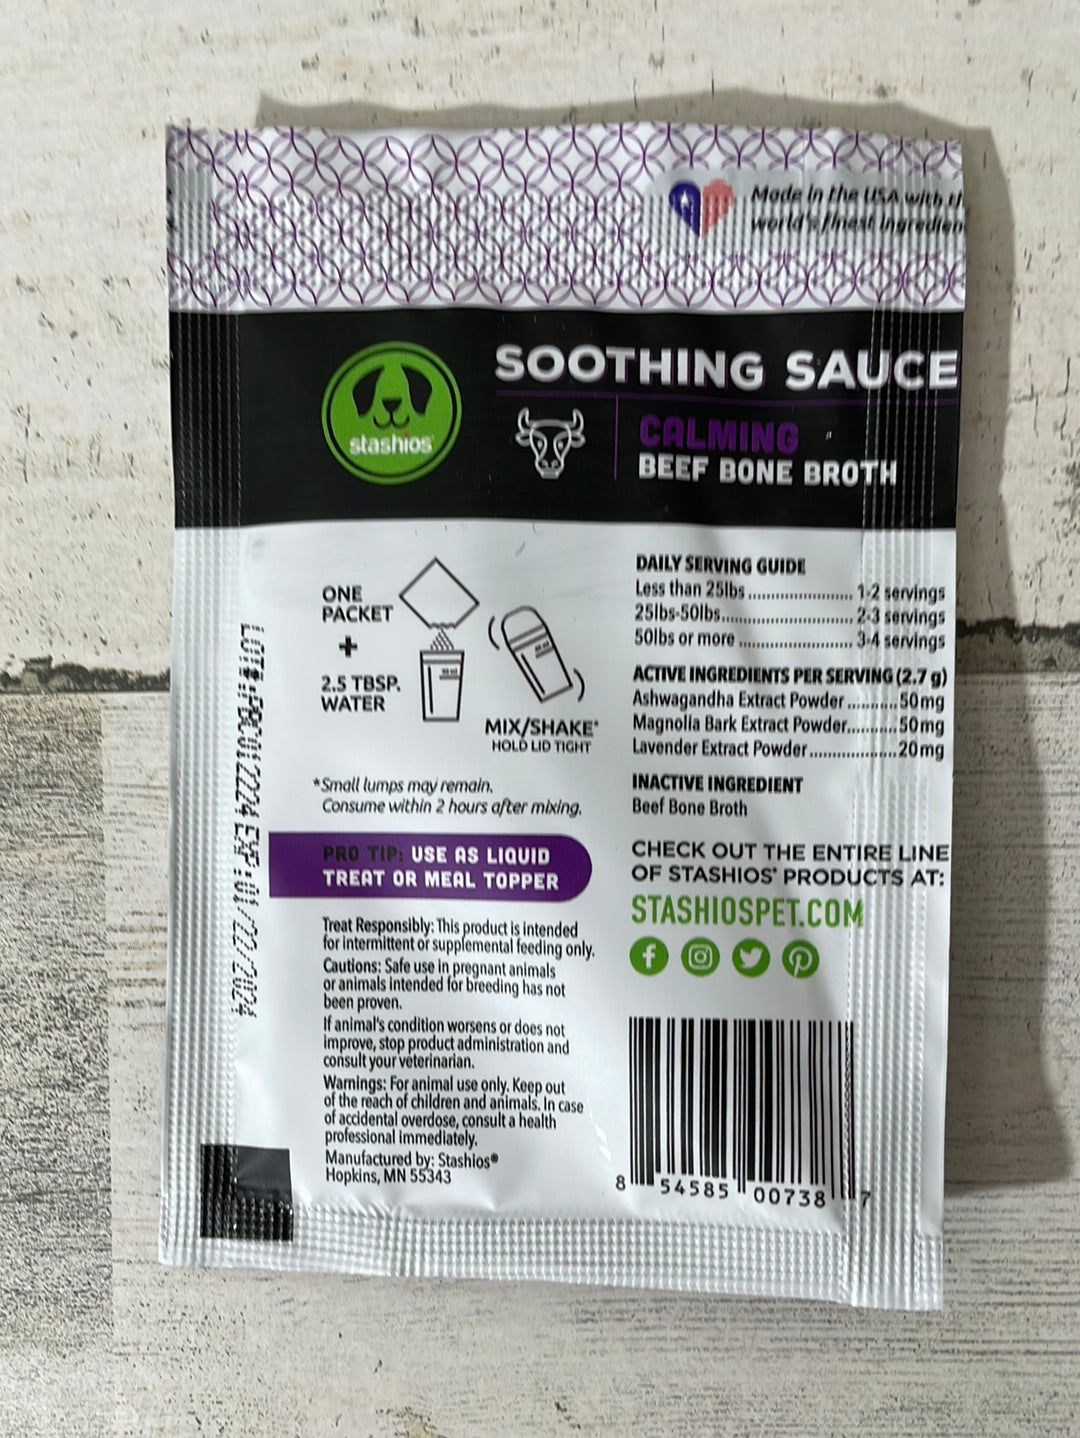 Made in the USA with
world's finest
SOOTHING SAUCE
stashios
CALMING
BEEF BONE BROTH
ONE
PACKET
+
2.5 TBSP.
WATER
MIX/SHAKE*
HOLD LID TIGHT
*Small lumps may remain.
Consume within 2 hours after mixing.
PRO TIP: USE AS LIQUID
TREAT OR MEAL TOPPER
Treat Responsibly: This product is intended
for intermittent or supplemental feeding only.
Cautions: Safe use in pregnant animals
or animals intended for breeding has not
been proven.
If animal's condition worsens or does not
improve, stop product administration and
consult your veterinarian.
Warnings: For animal use only. Keep out
of the reach of children and animals. In case
of accidental overdose, consult a health
professional immediately.
Manufactured by: Stashios®
Hopkins, MN 55343
DAILY SERVING GUIDE
Less than 25lbs ..................... 1-2 servings
25lbs-50lbs.......................... 2-3 servings
50lbs or more ....................... 3-4 servings
ACTIVE INGREDIENTS PER SERVING (2.7 g)
Ashwagandha Extract Powder ........... 50mg
Magnolia Bark Extract Powder........... 50mg
Lavender Extract Powder .................. 20mg
INACTIVE INGREDIENT
Beef Bone Broth
CHECK OUT THE ENTIRE LINE
OF STASHIOS® PRODUCTS AT:
STASHIOSPET.COM
8 54585 00738 7
EXP: 01/22/2024